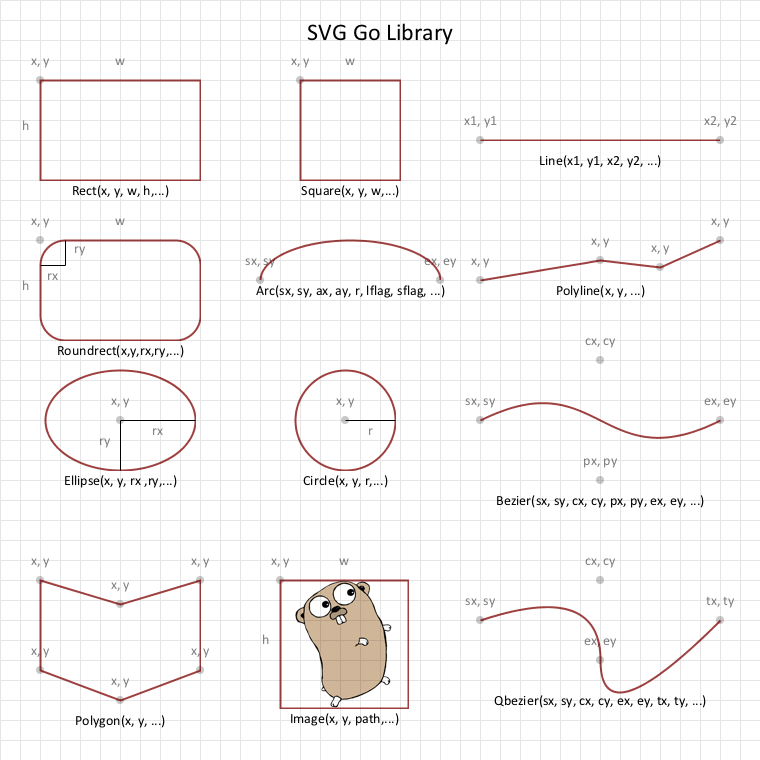 SVG Go Library
x, y
w
h
Rect(x, y, w, h,...)
x, y
w
Square(x, y, w,...)
x1, y1
x2, y2
Line(x1, y1, x2, y2, ...)
x, y
w
ry
rx
h
Roundrect(x,y,rx,ry,...)
sx, sy
ex, ey
Arc(sx, sy, ax, ay, r, lflag, sflag, ...)
x, y
x, y
x, y
x, y
Polyline(x, y, ...)
x, y
rx
ry
Ellipse(x, y, rx ,ry,...)
x, y
r
Circle(x, y, r,...)
cx, cy
sx, sy
ex, ey
px, py
Bezier(sx, sy, cx, cy, px, py, ex, ey, ...)
x, y
x, y
x, y
x, y
x, y
x, y
Polygon(x, y, ...)
x, y
w
h
Image(x, y, path,...)
cx, cy
sx, sy
tx, ty
ex, ey
Qbezier(sx, sy, cx, cy, ex, ey, tx, ty, ...)